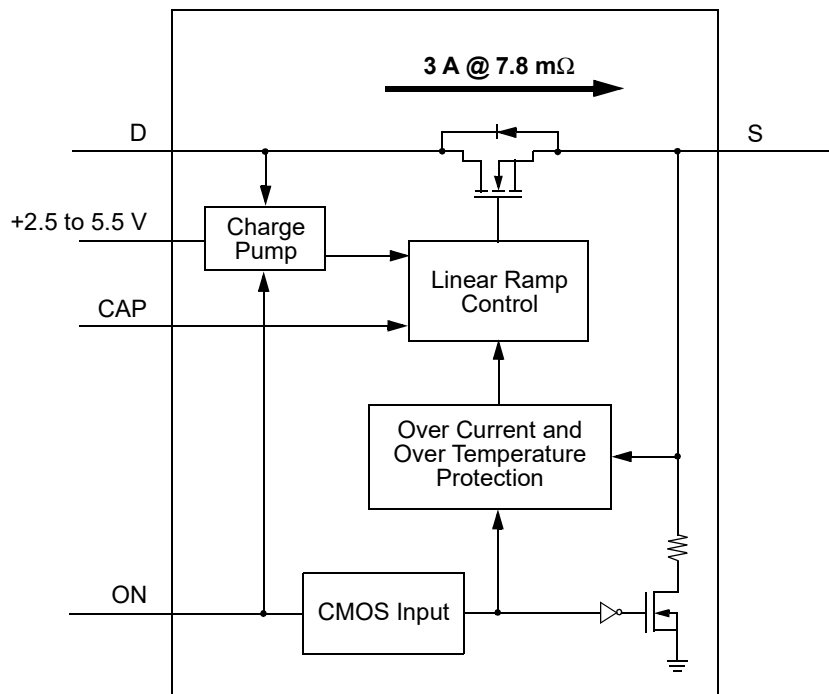 3 A @ 7.8 mΩ
D
S
+2.5 to 5.5 V
Charge
Pump
Linear Ramp
Control
CAP
Over Current and
Over Temperature
Protection
ON
CMOS Input